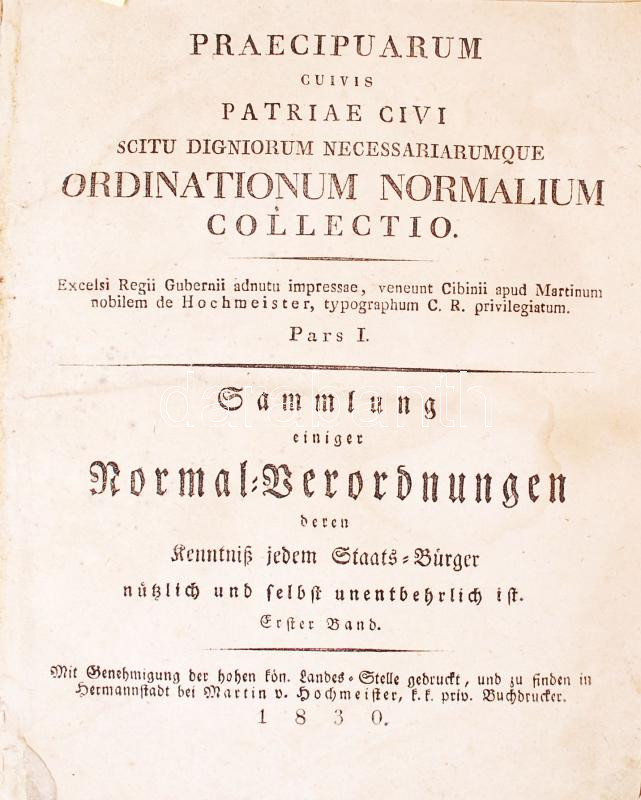 PRAECIPUARUM
CUIVIS
PATRIAE CIVI
SCITU DIGNIORUM NECESSARIARUMQUE
ORDINATIONUM NORMALIUM
COLLECTIO.
Excelsi Regii Gubernii adnutu impressae, veneunt Cibinii apud Martinum
nobilem de Hochmeister, typographum C. R. privilegiatum.
Pars I.
Sammlung
einiger
Normal-Verordnungen
deren
Kenntniß jedem Staats-Bürger
nützlich und selbst unentbehrlich ist.
Erster Band.
Mit Genehmigung der hohen kön. Landes-Stelle gedruckt, und zu finden in
Hermannstadt bei Martin v. Hochmeister, k. k. priv. Buchdrucker.
1830.